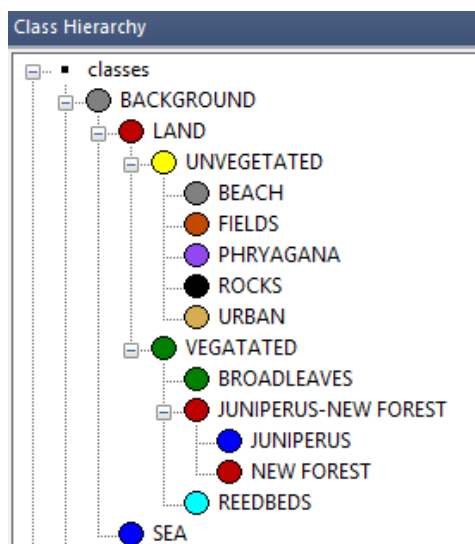 Class Hierarchy
classes
BACKGROUND
LAND
UNVEGETATED
BEACH
FIELDS
PHRYAGANA
ROCKS
URBAN
VEGATATED
BROADLEAVES
JUNIPERUS-NEW FOREST
JUNIPERUS
NEW FOREST
REEDBEDS
SEA